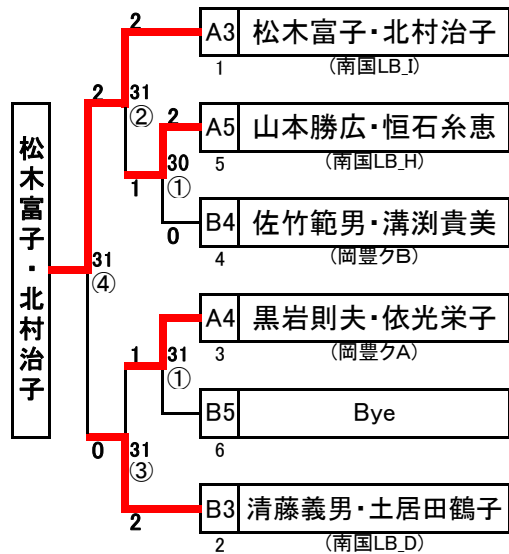 2
A3 松木富子・北村治子
1 (南国LB_I)
2 31
② 2
A5 山本勝広・恒石糸恵
30 5 (南国LB_H)
1 ①
0
B4 佐竹範男・溝渕貴美
4 (岡豊クB)
松木富子・北村治子
31
④
A4 黒岩則夫・依光栄子
1 31 3 (岡豊クA)
①
B5 Bye
0 31 6
③
2
B3 清藤義男・土居田鶴子
2 (南国LB_D)